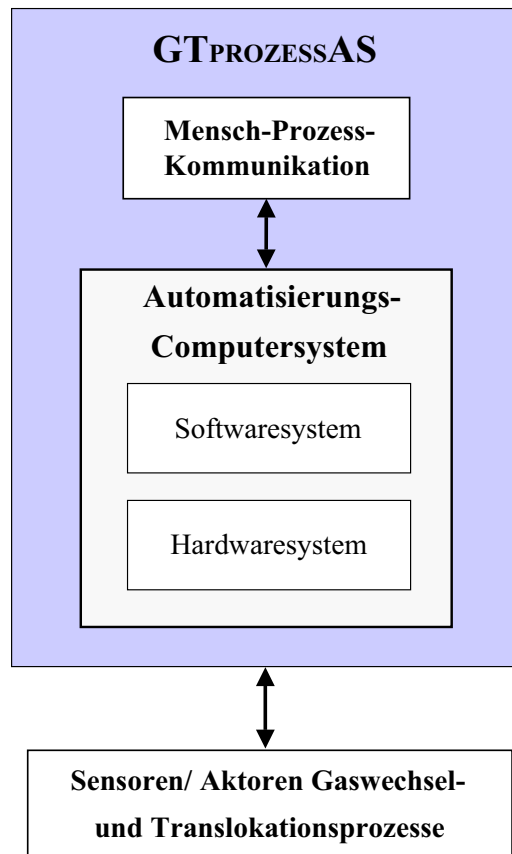 GTPROZESSAS
Mensch-Prozess-
Kommunikation
Automatisierungs-
Computersystem
Softwaresystem
Hardwaresystem
Sensoren/ Aktoren Gaswechsel-
und Translokationsprozesse